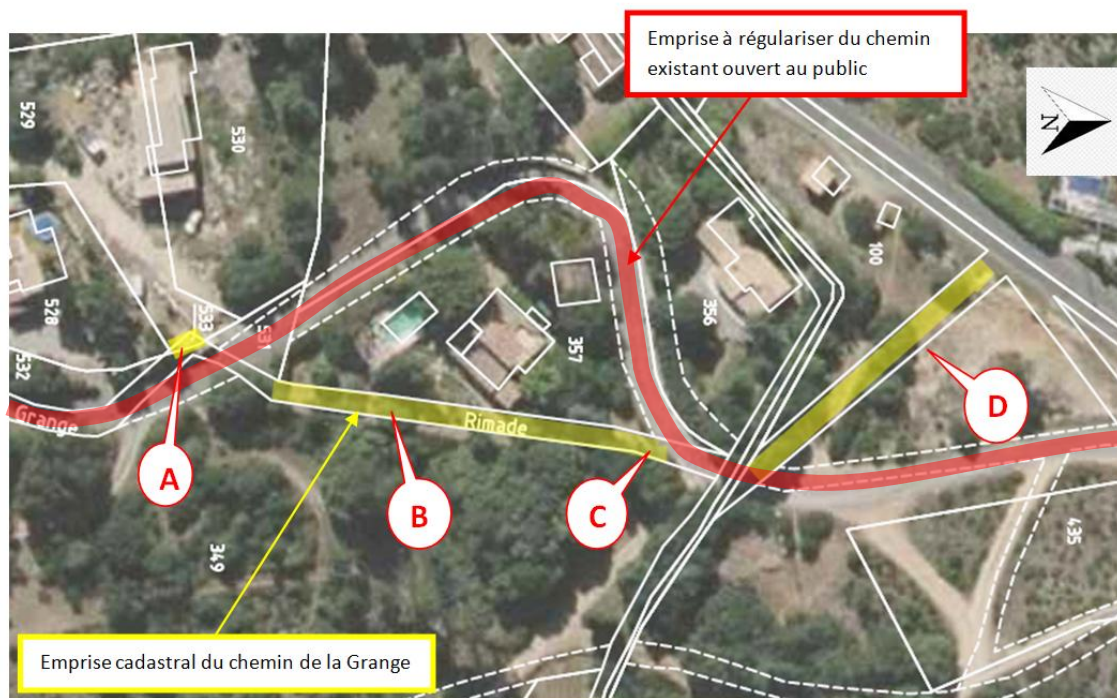 Emprise à régulariser du chemin
existant ouvert au public
N
529
530
100
528
533
531
356
532
357
Grange
Rimade
A
B
C
D
349
435
Emprise cadastral du chemin de la Grange